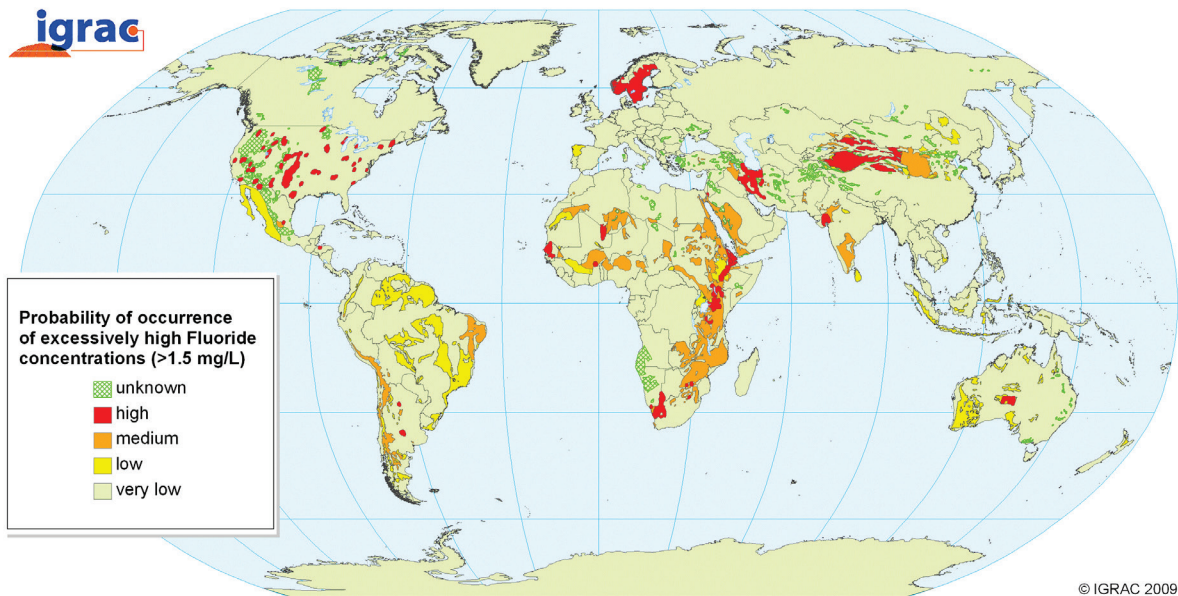 igrac
Probability of occurrence
of excessively high Fluoride
concentrations (>1.5 mg/L)
unknown
high
medium
low
very low
© IGRAC 2009